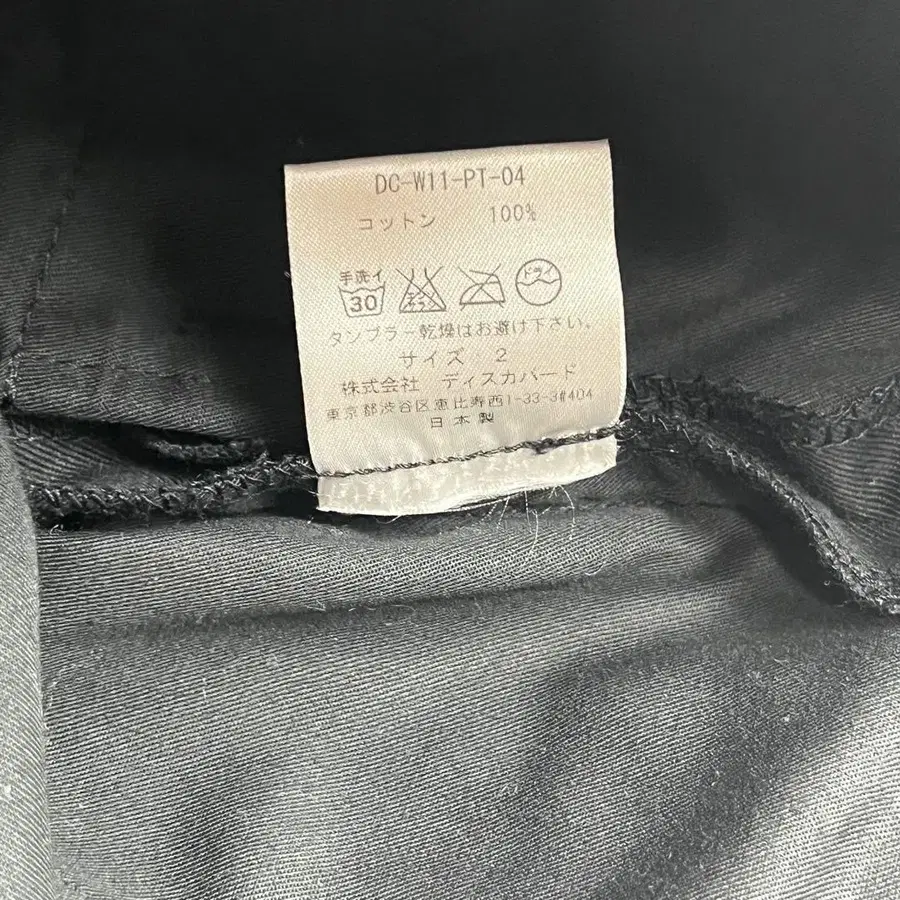 DC-W11-PT-04
コットン 100%
手洗イ ドライ
30
タンブラー乾燥はお避け下さい。
サイズ 2
株式会社 ディスカバード
東京都渋谷区恵比寿西1-33-3#404
日本製